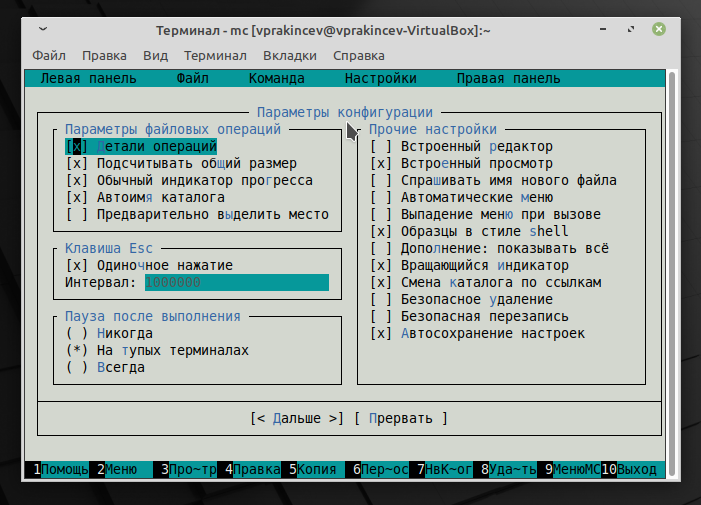 Терминал - mc [vprakincev@vprakincev-VirtualBox]:~
Файл Правка Вид Терминал Вкладки Справка
Левая панель Файл Команда Настройки Правая панель
Параметры конфигурации
Параметры файловых операций
[x] Детали операций
[x] Подсчитывать общий размер
[x] Обычный индикатор прогресса
[x] Автоимя каталога
[ ] Предварительно выделить место
Клавиша Esc
[x] Одиночное нажатие
Интервал: 1000000
Пауза после выполнения
( ) Никогда
(*) На тупых терминалах
( ) Всегда
Прочие настройки
[ ] Встроенный редактор
[x] Встроенный просмотр
[ ] Спрашивать имя нового файла
[ ] Автоматические меню
[ ] Выпадение меню при вызове
[x] Образцы в стиле shell
[ ] Дополнение: показывать всё
[x] Вращающийся индикатор
[x] Смена каталога по ссылкам
[ ] Безопасное удаление
[ ] Безопасная перезапись
[x] Автосохранение настроек
[< Дальше >] [ Прервать ]
1Помощь 2Меню 3Про~тр 4Правка 5Копия 6Пер~ос 7НвК~ог 8Уда~ть 9МенюМС 10Выход